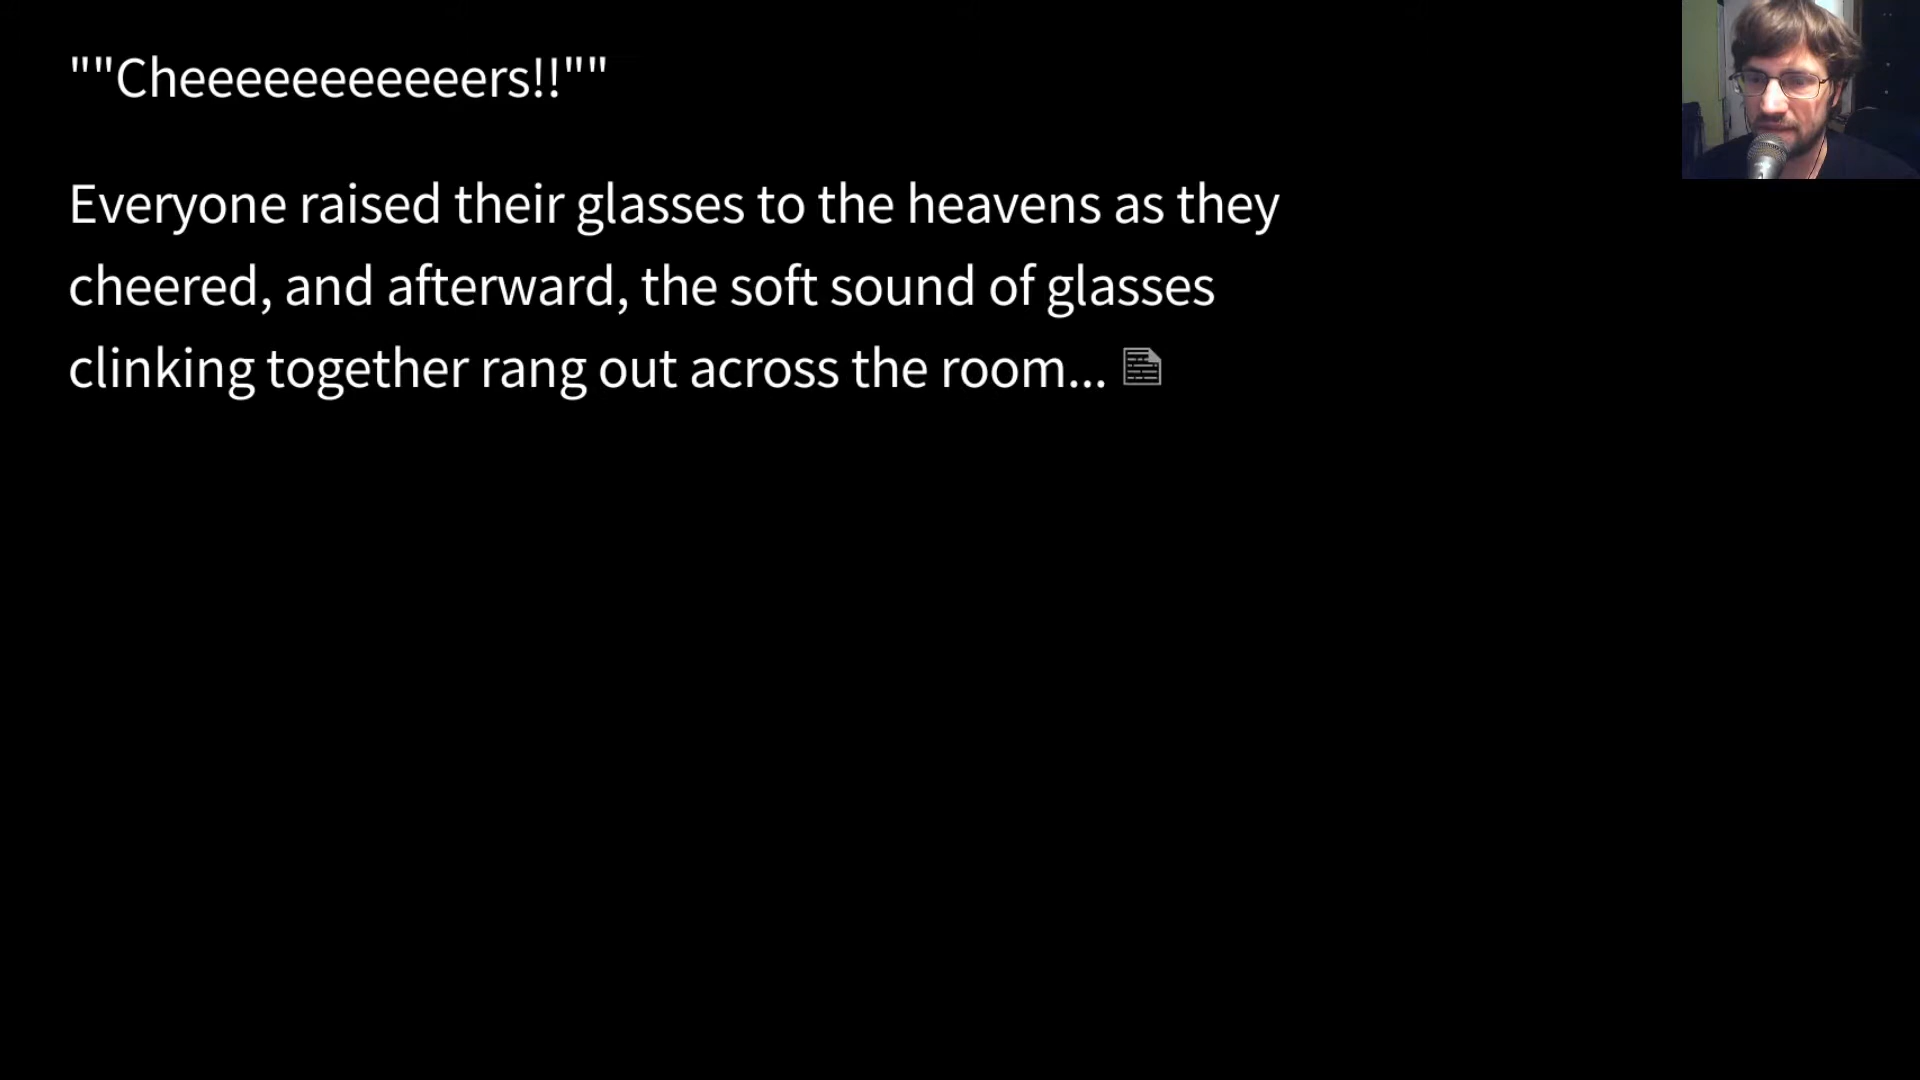 ""Cheeeeeeeeeeers!!""
Everyone raised their glasses to the heavens as they
cheered, and afterward, the soft sound of glasses
clinking together rang out across the room...